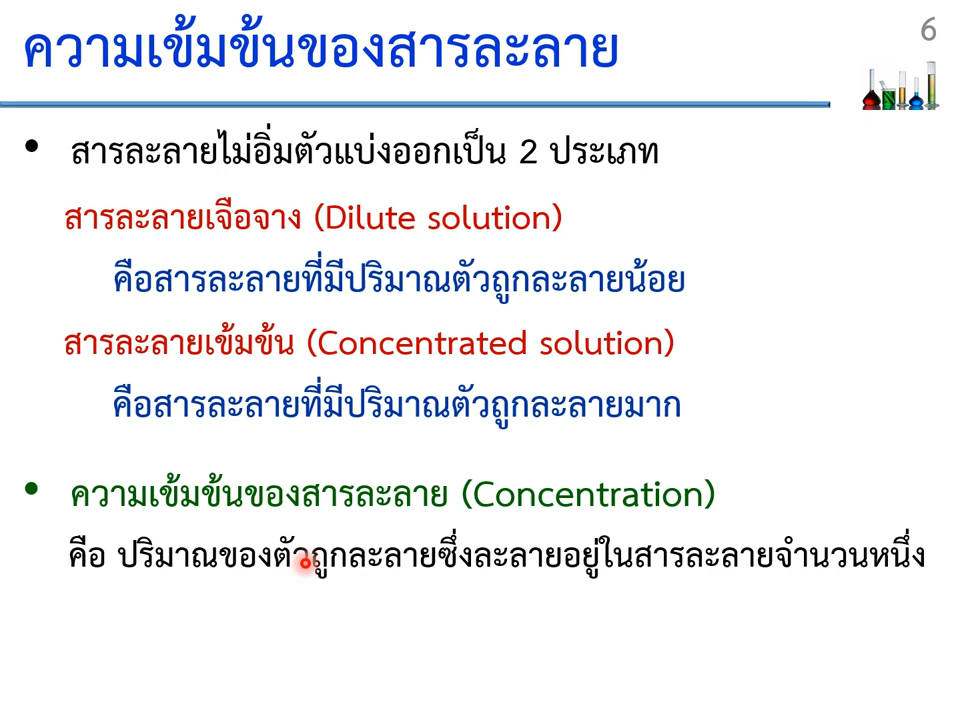 6
ความเข้มข้นของสารละลาย
• สารละลายไม่อิ่มตัวแบ่งออกเป็น 2 ประเภท
สารละลายเจือจาง (Dilute solution)
คือสารละลายที่มีปริมาณตัวถูกละลายน้อย
สารละลายเข้มข้น (Concentrated solution)
คือสารละลายที่มีปริมาณตัวถูกละลายมาก
• ความเข้มข้นของสารละลาย (Concentration)
คือ ปริมาณของตัวถูกละลายซึ่งละลายอยู่ในสารละลายจำนวนหนึ่ง